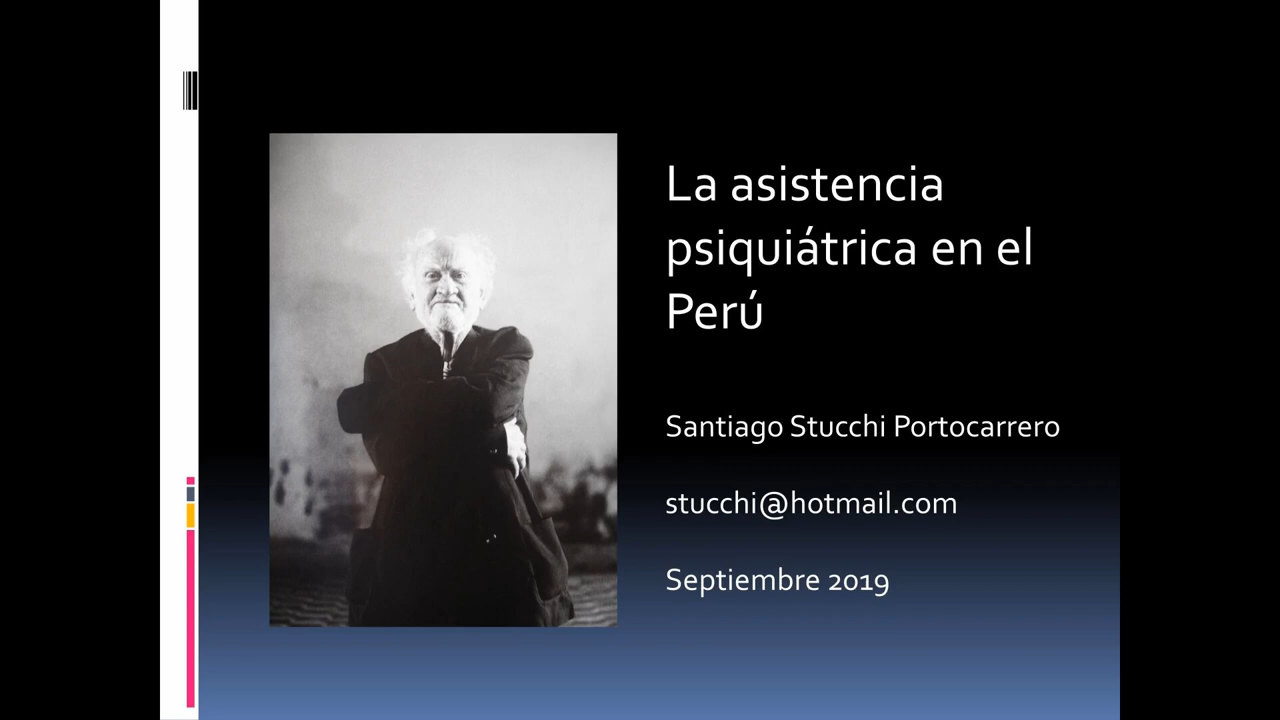 La asistencia
psiquiátrica en el
Perú
Santiago Stucchi Portocarrero
stucchi@hotmail.com
Septiembre 2019